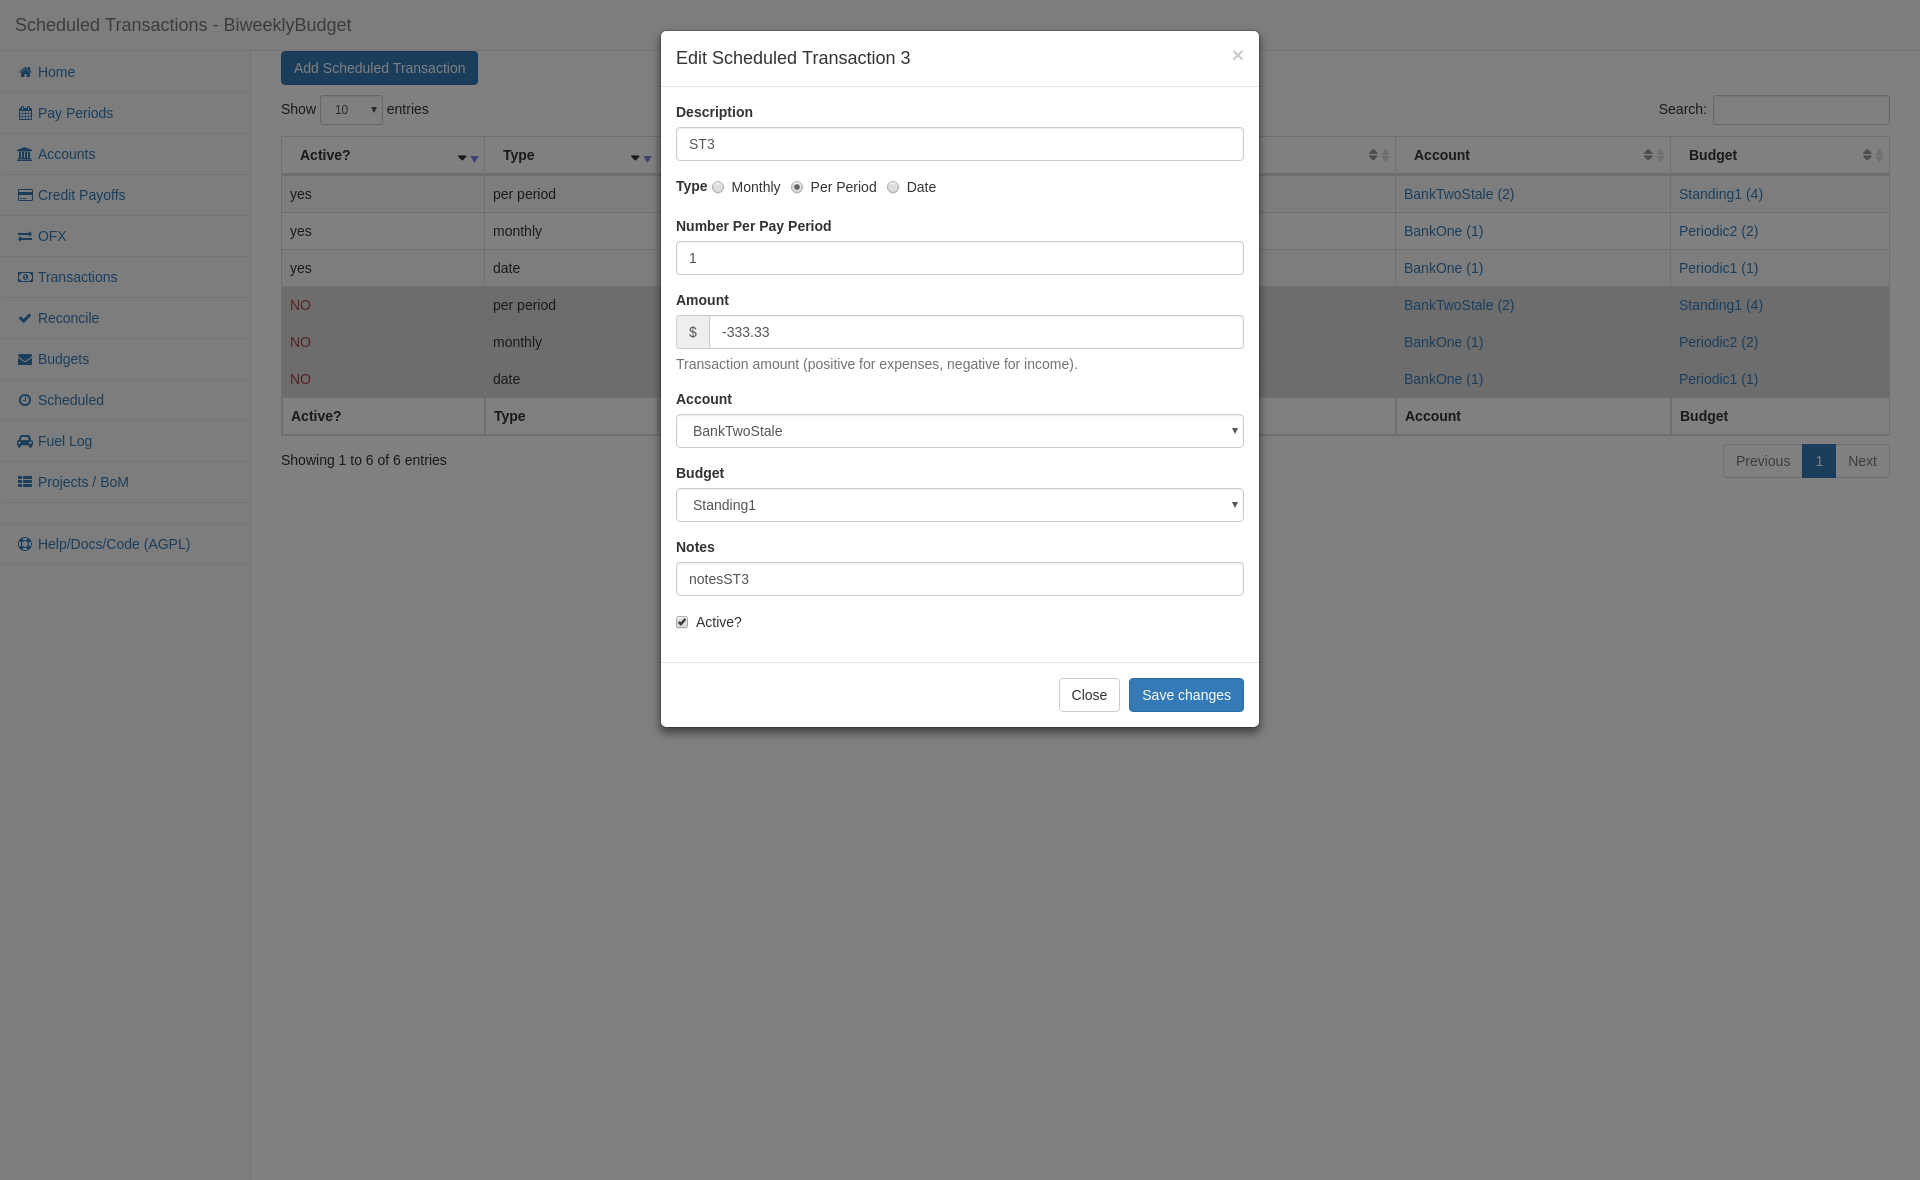 Scheduled Transactions - BiweeklyBudget
Home
Pay Periods
Accounts
Credit Payoffs
OFX
Transactions
Reconcile
Budgets
Scheduled
Fuel Log
Projects / BoM
Help/Docs/Code (AGPL)
Add Scheduled Transaction
Show 10 entries
Search:
Active? Type Account Budget
yes per period BankTwoStale (2) Standing1 (4)
yes monthly BankOne (1) Periodic2 (2)
yes date BankOne (1) Periodic1 (1)
NO per period BankTwoStale (2) Standing1 (4)
NO monthly BankOne (1) Periodic2 (2)
NO date BankOne (1) Periodic1 (1)
Active? Type Account Budget
Showing 1 to 6 of 6 entries
Previous 1 Next
Edit Scheduled Transaction 3 ×
Description
ST3
Type Monthly Per Period Date
Number Per Pay Period
1
Amount
$ -333.33
Transaction amount (positive for expenses, negative for income).
Account
BankTwoStale
Budget
Standing1
Notes
notesST3
Active?
Close Save changes